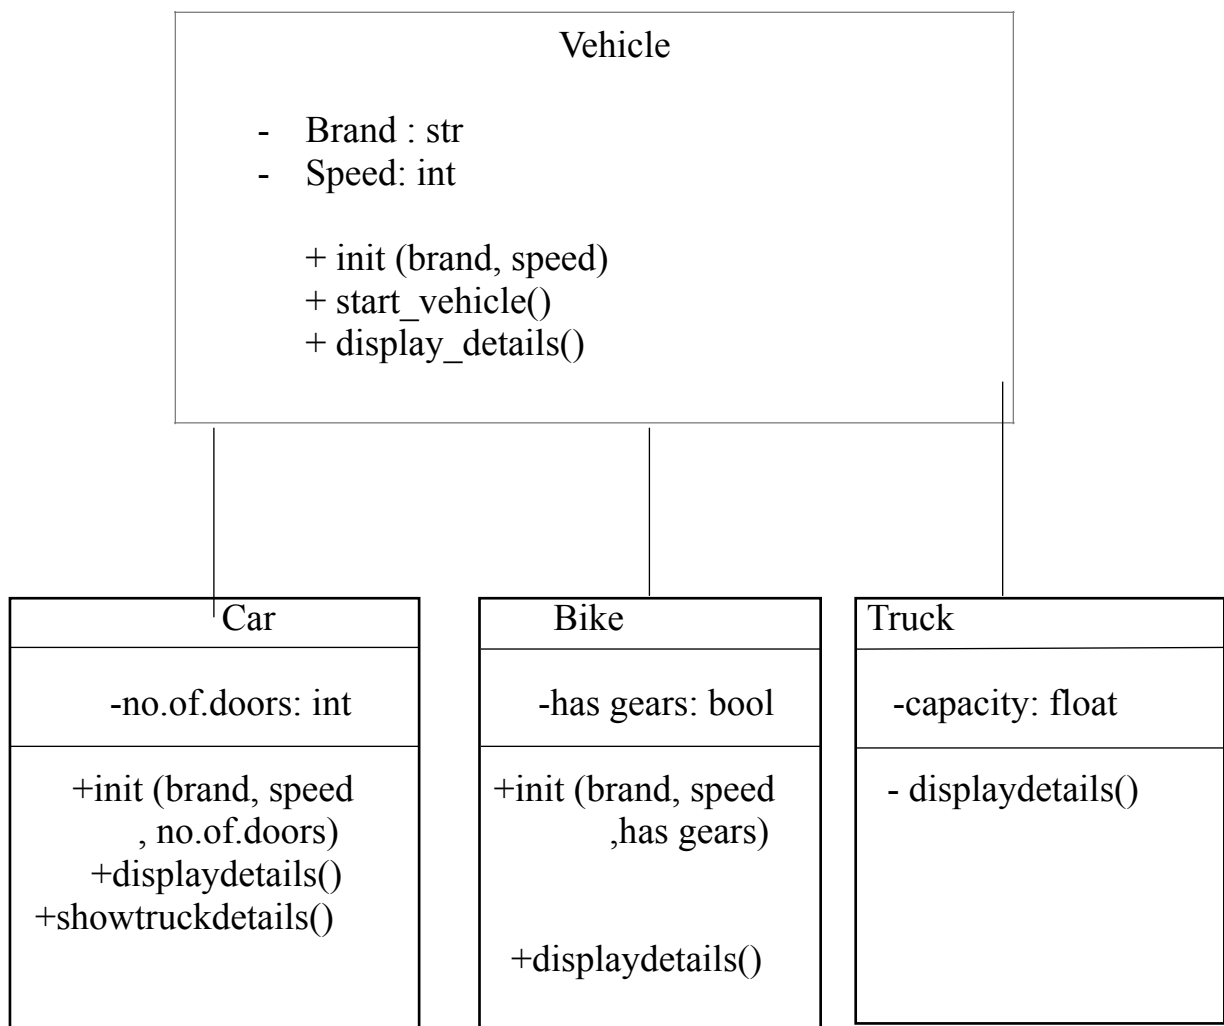 Vehicle
- Brand : str
- Speed: int
+ init (brand, speed)
+ start_vehicle()
+ display_details()
Car
-no.of.doors: int
+init (brand, speed
, no.of.doors)
+displaydetails()
+showtruckdetails()
Bike
-has gears: bool
+init (brand, speed
,has gears)
+displaydetails()
Truck
-capacity: float
- displaydetails()